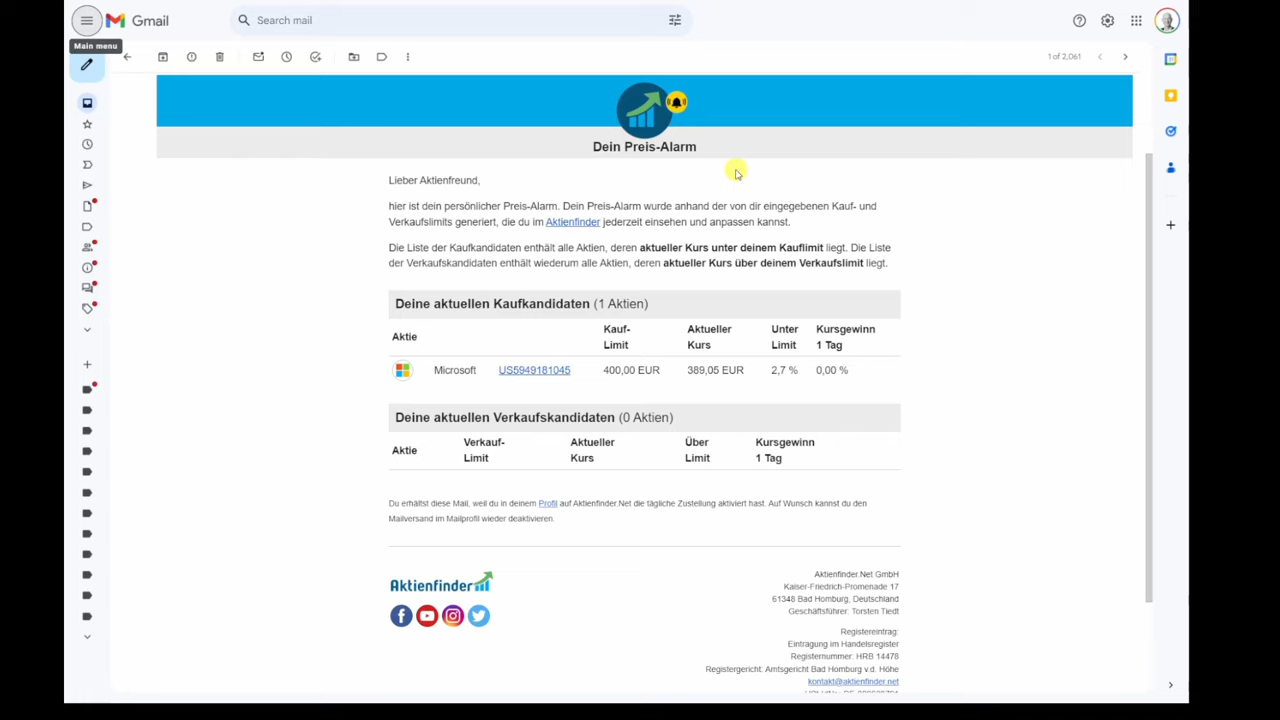 Gmail
Search mail
Main menu
1 of 2,061
Dein Preis-Alarm
Lieber Aktienfreund,
hier ist dein persönlicher Preis-Alarm. Dein Preis-Alarm wurde anhand der von dir eingegebenen Kauf- und
Verkaufslimits generiert, die du im Aktienfinder jederzeit einsehen und anpassen kannst.
Die Liste der Kaufkandidaten enthält alle Aktien, deren aktueller Kurs unter deinem Kauflimit liegt. Die Liste
der Verkaufskandidaten enthält wiederum alle Aktien, deren aktueller Kurs über deinem Verkaufslimit liegt.
Deine aktuellen Kaufkandidaten (1 Aktien)
Aktie Kauf-Limit Aktueller Kurs Unter Limit Kursgewinn 1 Tag
Microsoft US5949181045 400,00 EUR 389,05 EUR 2,7 % 0,00 %
Deine aktuellen Verkaufskandidaten (0 Aktien)
Aktie Verkauf-Limit Aktueller Kurs Über Limit Kursgewinn 1 Tag
Du erhältst diese Mail, weil du in deinem Profil auf Aktienfinder.Net die tägliche Zustellung aktiviert hast. Auf Wunsch kannst du den
Mailversand im Mailprofil wieder deaktivieren.
Aktienfinder
Aktienfinder.Net GmbH
Kaiser-Friedrich-Promenade 17
61348 Bad Homburg, Deutschland
Geschäftsführer: Torsten Tiedt
Registereintrag:
Eintragung im Handelsregister
Registernummer: HRB 14478
Registergericht: Amtsgericht Bad Homburg v.d. Höhe
kontakt@aktienfinder.net